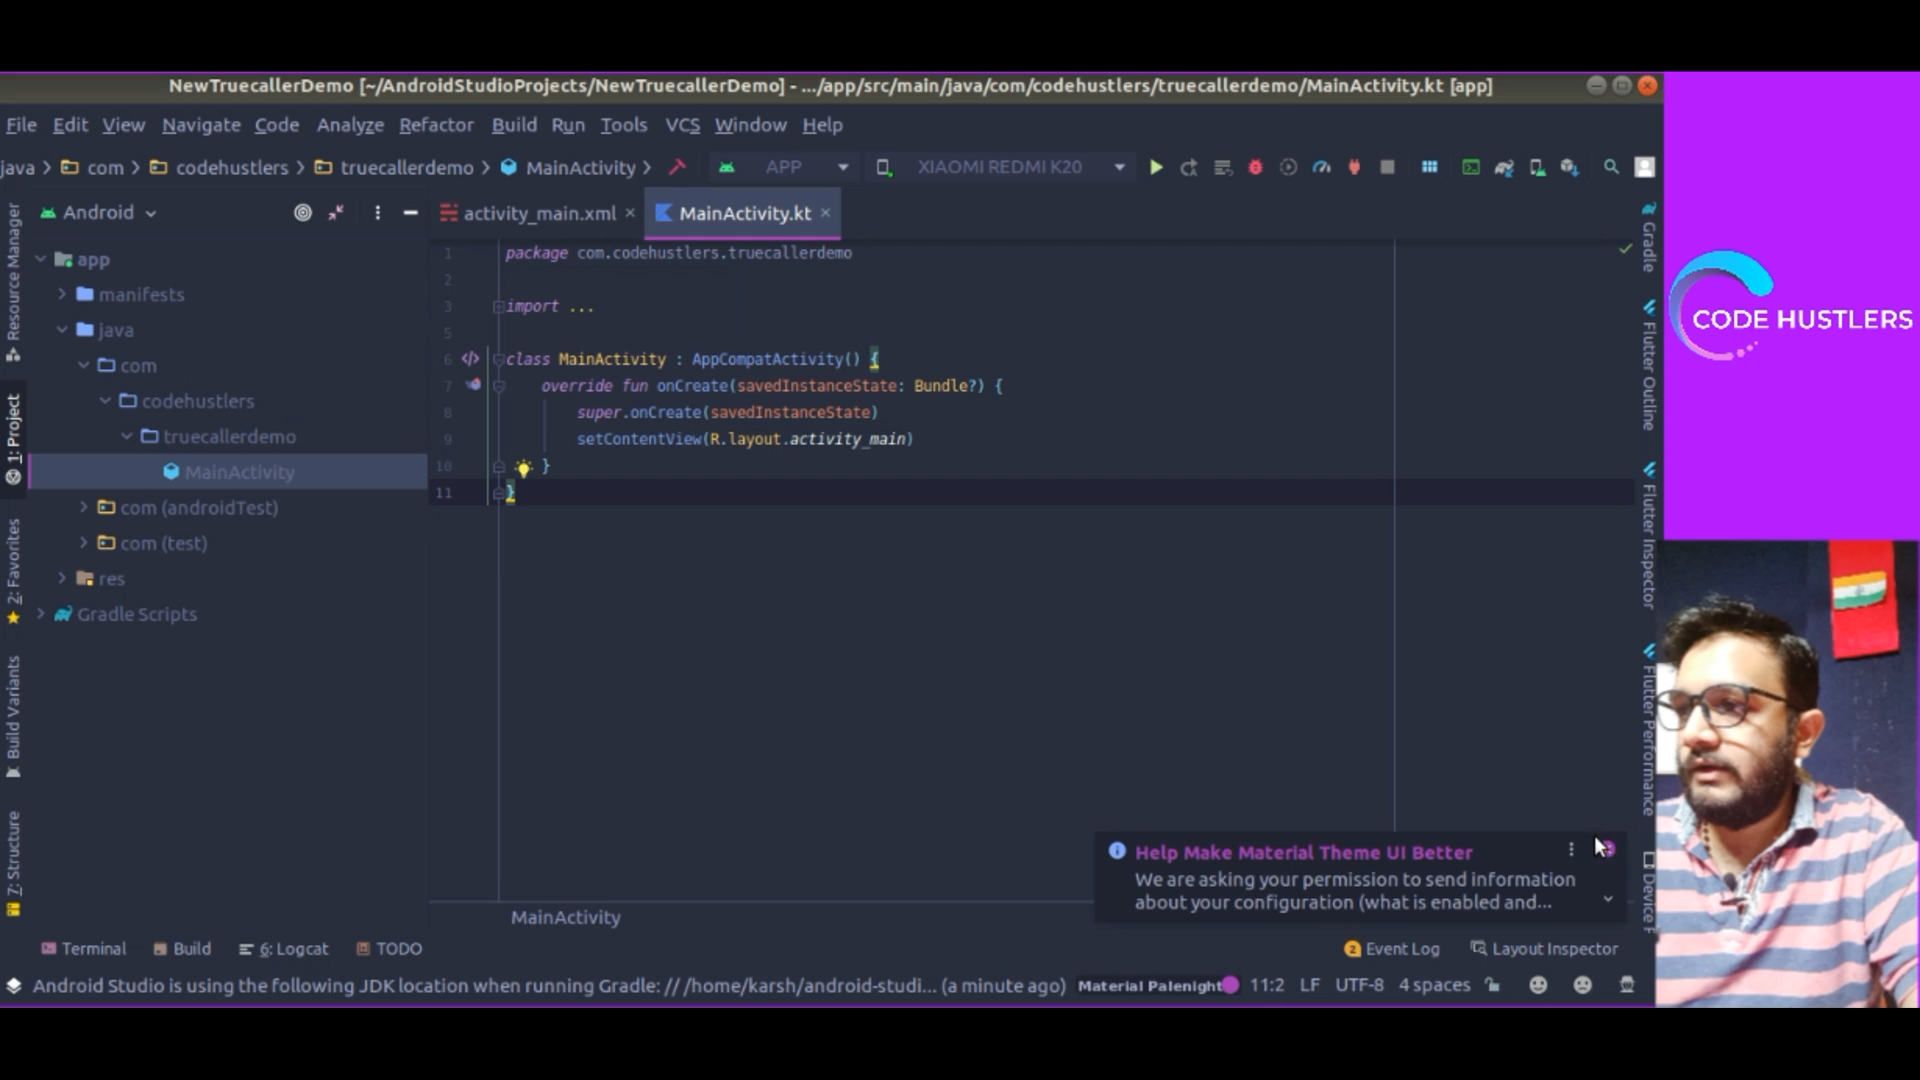 NewTruecallerDemo [~/AndroidStudioProjects/NewTruecallerDemo] - .../app/src/main/java/com/codehustlers/truecallerdemo/MainActivity.kt [app]
File Edit View Navigate Code Analyze Refactor Build Run Tools VCS Window Help
java com codehustlers truecallerdemo MainActivity APP XIAOMI REDMI K20
Android
activity_main.xml
MainActivity.kt
Resource Manager
1: Project
2: Favorites
Build Variants
7: Structure
app
manifests
java
com
codehustlers
truecallerdemo
MainActivity
com (androidTest)
com (test)
res
Gradle Scripts
1 package com.codehustlers.truecallerdemo
2
3 import ...
5
6 class MainActivity : AppCompatActivity() {
7 override fun onCreate(savedInstanceState: Bundle?) {
8 super.onCreate(savedInstanceState)
9 setContentView(R.layout.activity_main)
10 }
11 }
Gradle
Flutter Outline
Flutter Inspector
Flutter Performance
CODE HUSTLERS
Help Make Material Theme UI Better
We are asking your permission to send information
about your configuration (what is enabled and...
MainActivity
Terminal Build 6: Logcat TODO
2 Event Log Layout Inspector
Android Studio is using the following JDK location when running Gradle: // /home/karsh/android-studi... (a minute ago) Material Palenight 11:2 LF UTF-8 4 spaces